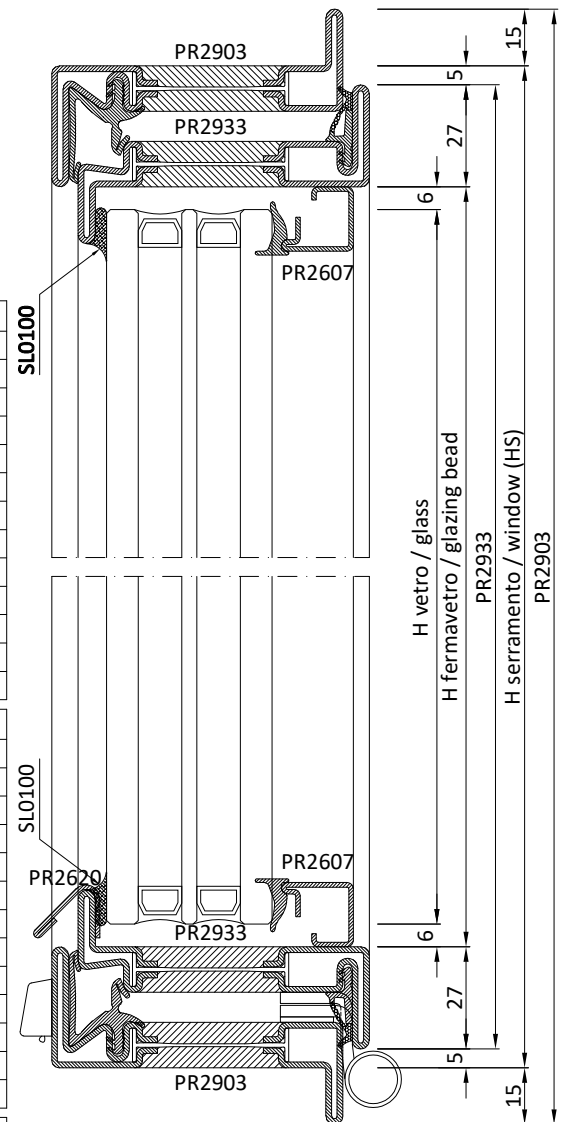 PR2903
15
5
PR2933
27
6
PR2607
SL0100
H vetro / glass
H fermavetro / glazing bead
PR2933
H serramento / window (HS)
PR2903
SL0100
PR2620
PR2607
PR2933
6
27
PR2903
5
15